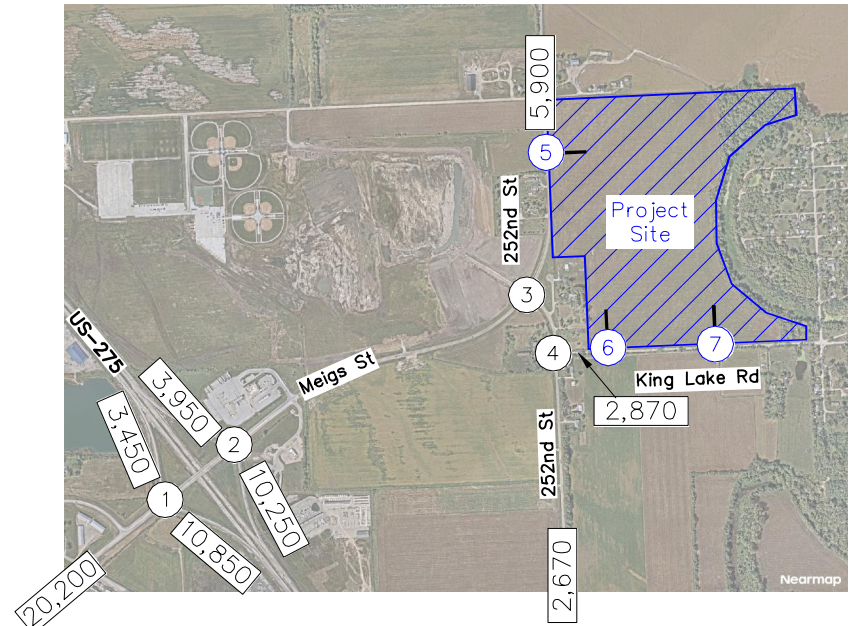 5,900
5
252nd St
Project
Site
3
US-275
4
6
7
Meigs St
King Lake Rd
3,950
2,870
3,450
2
252nd St
10,250
1
10,850
20,200
2,670
Nearmap